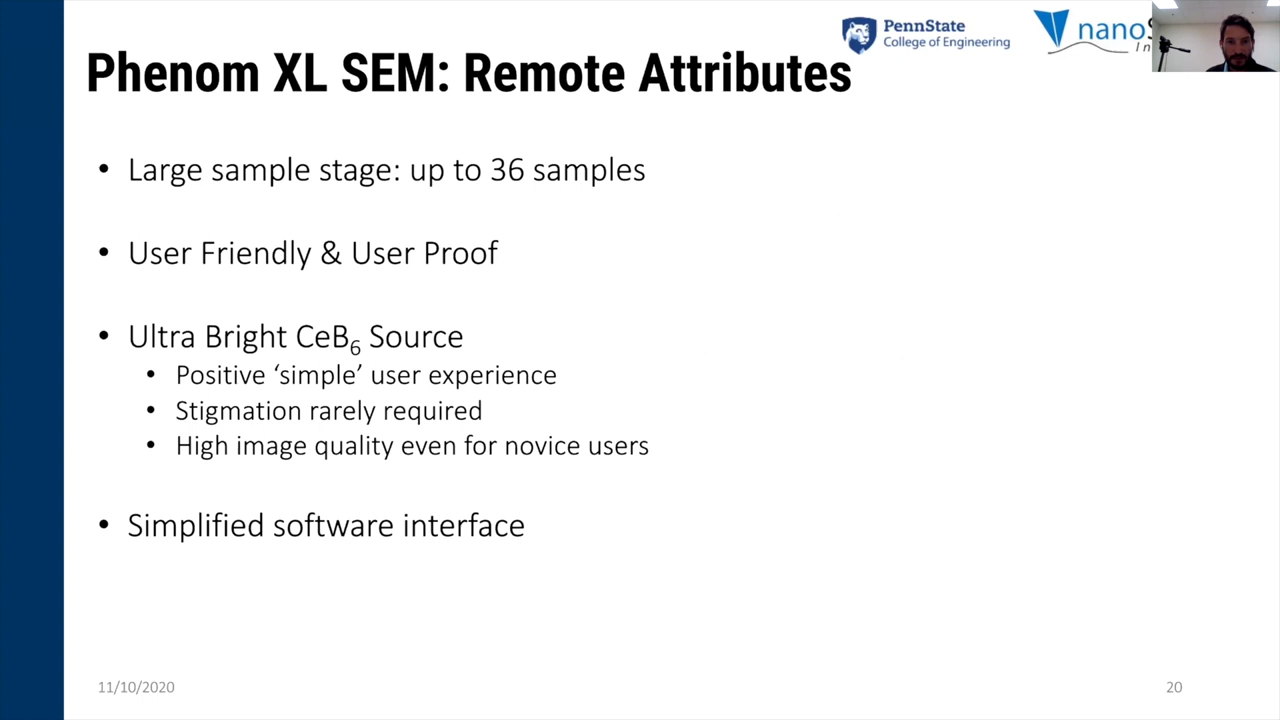 PennState
College of Engineering
nano
In
Phenom XL SEM: Remote Attributes
• Large sample stage: up to 36 samples
• User Friendly & User Proof
• Ultra Bright CeB₆ Source
• Positive ‘simple’ user experience
• Stigmation rarely required
• High image quality even for novice users
• Simplified software interface
11/10/2020
20